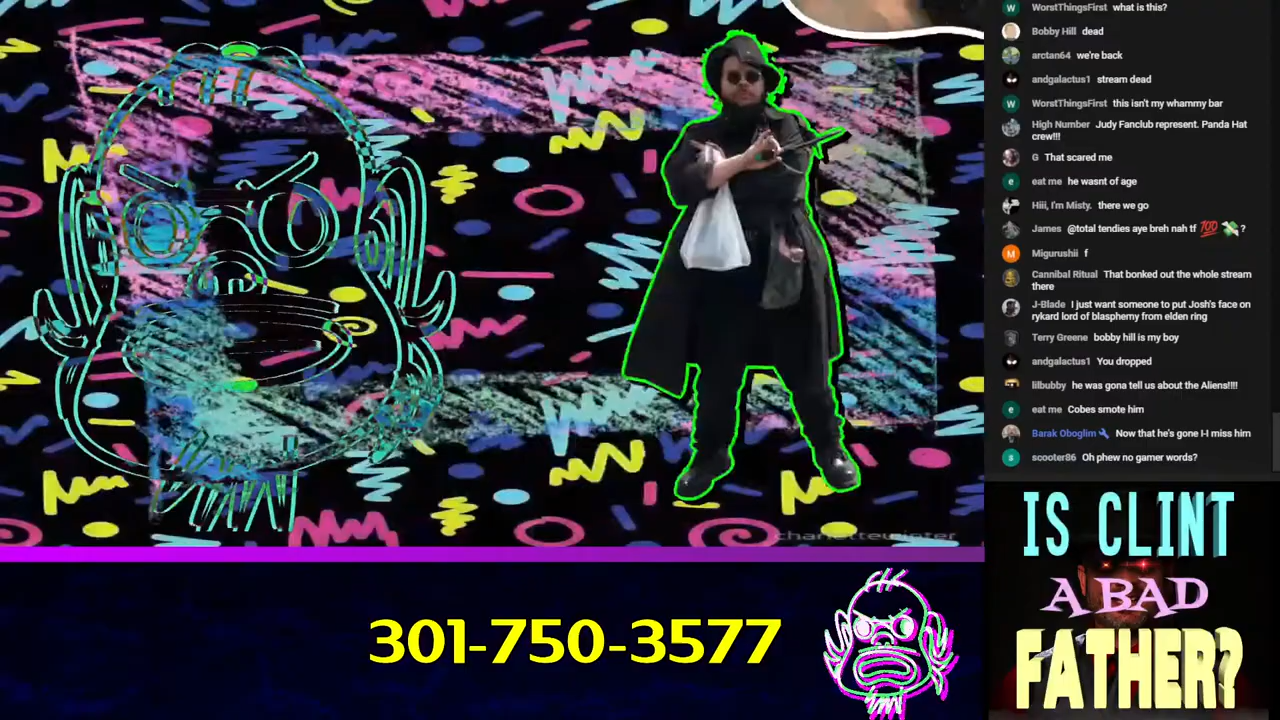 WorstThingsFirst what is this?
Bobby Hill dead
arctan64 we're back
andgalactus1 stream dead
WorstThingsFirst this isn't my whammy bar
High Number Judy Fanclub represent. Panda Hat
crew!!!
G That scared me
eat me he wasnt of age
Hiii, I'm Misty. there we go
James @total tendies aye breh nah tf 💯 💸 ?
Migurushii f
Cannibal Ritual That bonked out the whole stream
there
J-Blade I just want someone to put Josh's face on
rykard lord of blasphemy from elden ring
Terry Greene bobby hill is my boy
andgalactus1 You dropped
lilbubby he was gona tell us about the Aliens!!!!
eat me Cobes smote him
Barak Oboglim Now that he's gone I-I miss him
scooter86 Oh phew no gamer words?
charlottewinter
301-750-3577
IS CLINT
A BAD
FATHER?